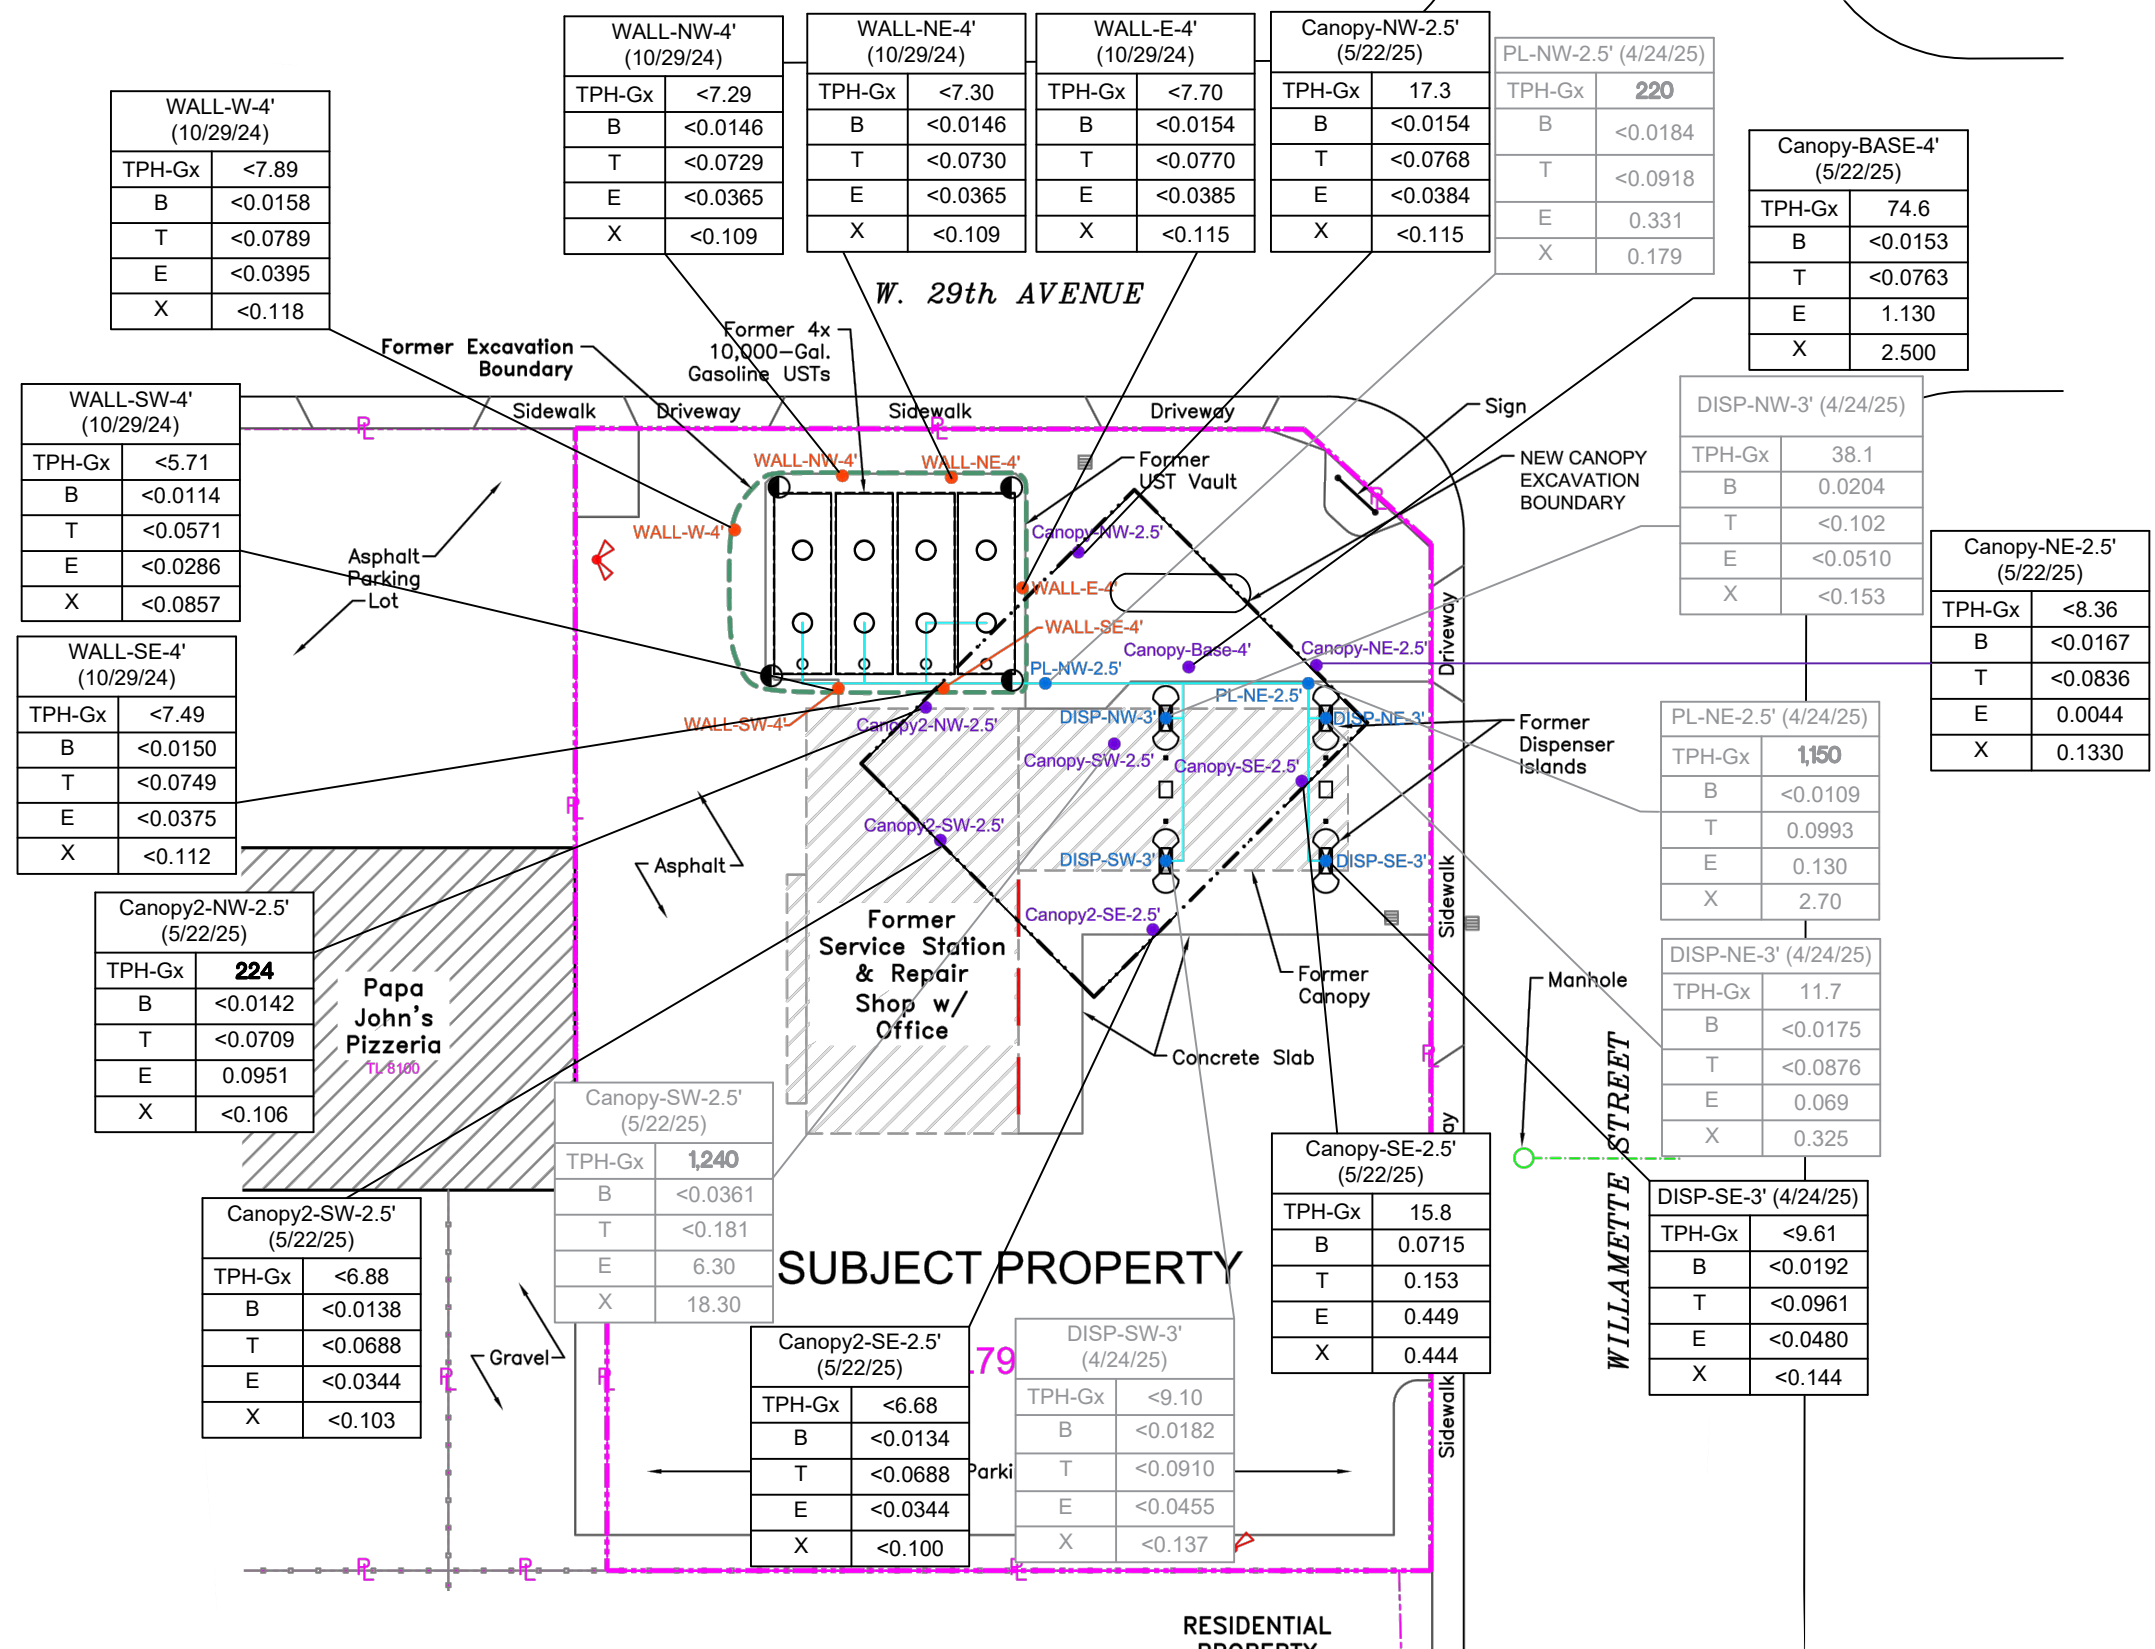 WALL-NW-4'
(10/29/24)
TPH-Gx <7.29
B <0.0146
T <0.0729
E <0.0365
X <0.109
WALL-NE-4'
(10/29/24)
TPH-Gx <7.30
B <0.0146
T <0.0730
E <0.0365
X <0.109
WALL-E-4'
(10/29/24)
TPH-Gx <7.70
B <0.0154
T <0.0770
E <0.0385
X <0.115
Canopy-NW-2.5'
(5/22/25)
TPH-Gx 17.3
B <0.0154
T <0.0768
E <0.0384
X <0.115
PL-NW-2.5' (4/24/25)
TPH-Gx 220
B <0.0184
T <0.0918
E 0.331
X 0.179
WALL-W-4'
(10/29/24)
TPH-Gx <7.89
B <0.0158
T <0.0789
E <0.0395
X <0.118
Canopy-BASE-4'
(5/22/25)
TPH-Gx 74.6
B <0.0153
T <0.0763
E 1.130
X 2.500
W. 29th AVENUE
Former 4x
10,000-Gal.
Gasoline USTs
Former Excavation
Boundary
WALL-SW-4'
(10/29/24)
TPH-Gx <5.71
B <0.0114
T <0.0571
E <0.0286
X <0.0857
DISP-NW-3' (4/24/25)
TPH-Gx 38.1
B 0.0204
T <0.102
E <0.0510
X <0.153
Sidewalk
Driveway
Sidewalk
Driveway
Sign
PL
PL
PL
NEW CANOPY
EXCAVATION
BOUNDARY
Former
UST Vault
WALL-NW-4'
WALL-NE-4'
WALL-W-4'
Canopy-NW-2.5'
WALL-E-4'
WALL-SE-4'
Asphalt
Parking
Lot
Canopy-NE-2.5'
(5/22/25)
TPH-Gx <8.36
B <0.0167
T <0.0836
E 0.0044
X 0.1330
Driveway
WALL-SE-4'
(10/29/24)
TPH-Gx <7.49
B <0.0150
T <0.0749
E <0.0375
X <0.112
Canopy-Base-4'
Canopy-NE-2.5'
PL-NW-2.5'
PL-NE-2.5'
WALL-SW-4'
Canopy2-NW-2.5'
DISP-NW-3'
DISP-NE-3'
Former
Dispenser
Islands
Canopy-SW-2.5'
Canopy-SE-2.5'
PL-NE-2.5' (4/24/25)
TPH-Gx 1,150
B <0.0109
T 0.0993
E 0.130
X 2.70
PL
Canopy2-SW-2.5'
DISP-SW-3'
DISP-SE-3'
Asphalt
Sidewalk
Canopy2-NW-2.5'
(5/22/25)
TPH-Gx 224
B <0.0142
T <0.0709
E 0.0951
X <0.106
Former
Service Station
& Repair
Shop w/
Office
Canopy2-SE-2.5'
Former
Canopy
Concrete Slab
Manhole
DISP-NE-3' (4/24/25)
TPH-Gx 11.7
B <0.0175
T <0.0876
E 0.069
X 0.325
Papa
John's
Pizzeria
TL 8100
PL
WILLAMETTE STREET
Canopy-SW-2.5'
(5/22/25)
TPH-Gx 1,240
B <0.0361
T <0.181
E 6.30
X 18.30
Canopy-SE-2.5'
(5/22/25)
TPH-Gx 15.8
B 0.0715
T 0.153
E 0.449
X 0.444
DISP-SE-3' (4/24/25)
TPH-Gx <9.61
B <0.0192
T <0.0961
E <0.0480
X <0.144
Canopy2-SW-2.5'
(5/22/25)
TPH-Gx <6.88
B <0.0138
T <0.0688
E <0.0344
X <0.103
SUBJECT PROPERTY
Gravel
PL
PL
79
Canopy2-SE-2.5'
(5/22/25)
TPH-Gx <6.68
B <0.0134
T <0.0688
E <0.0344
X <0.100
DISP-SW-3'
(4/24/25)
TPH-Gx <9.10
B <0.0182
T <0.0910
E <0.0455
X <0.137
Sidewalk
PL
PL
PL
RESIDENTIAL
PROPERTY